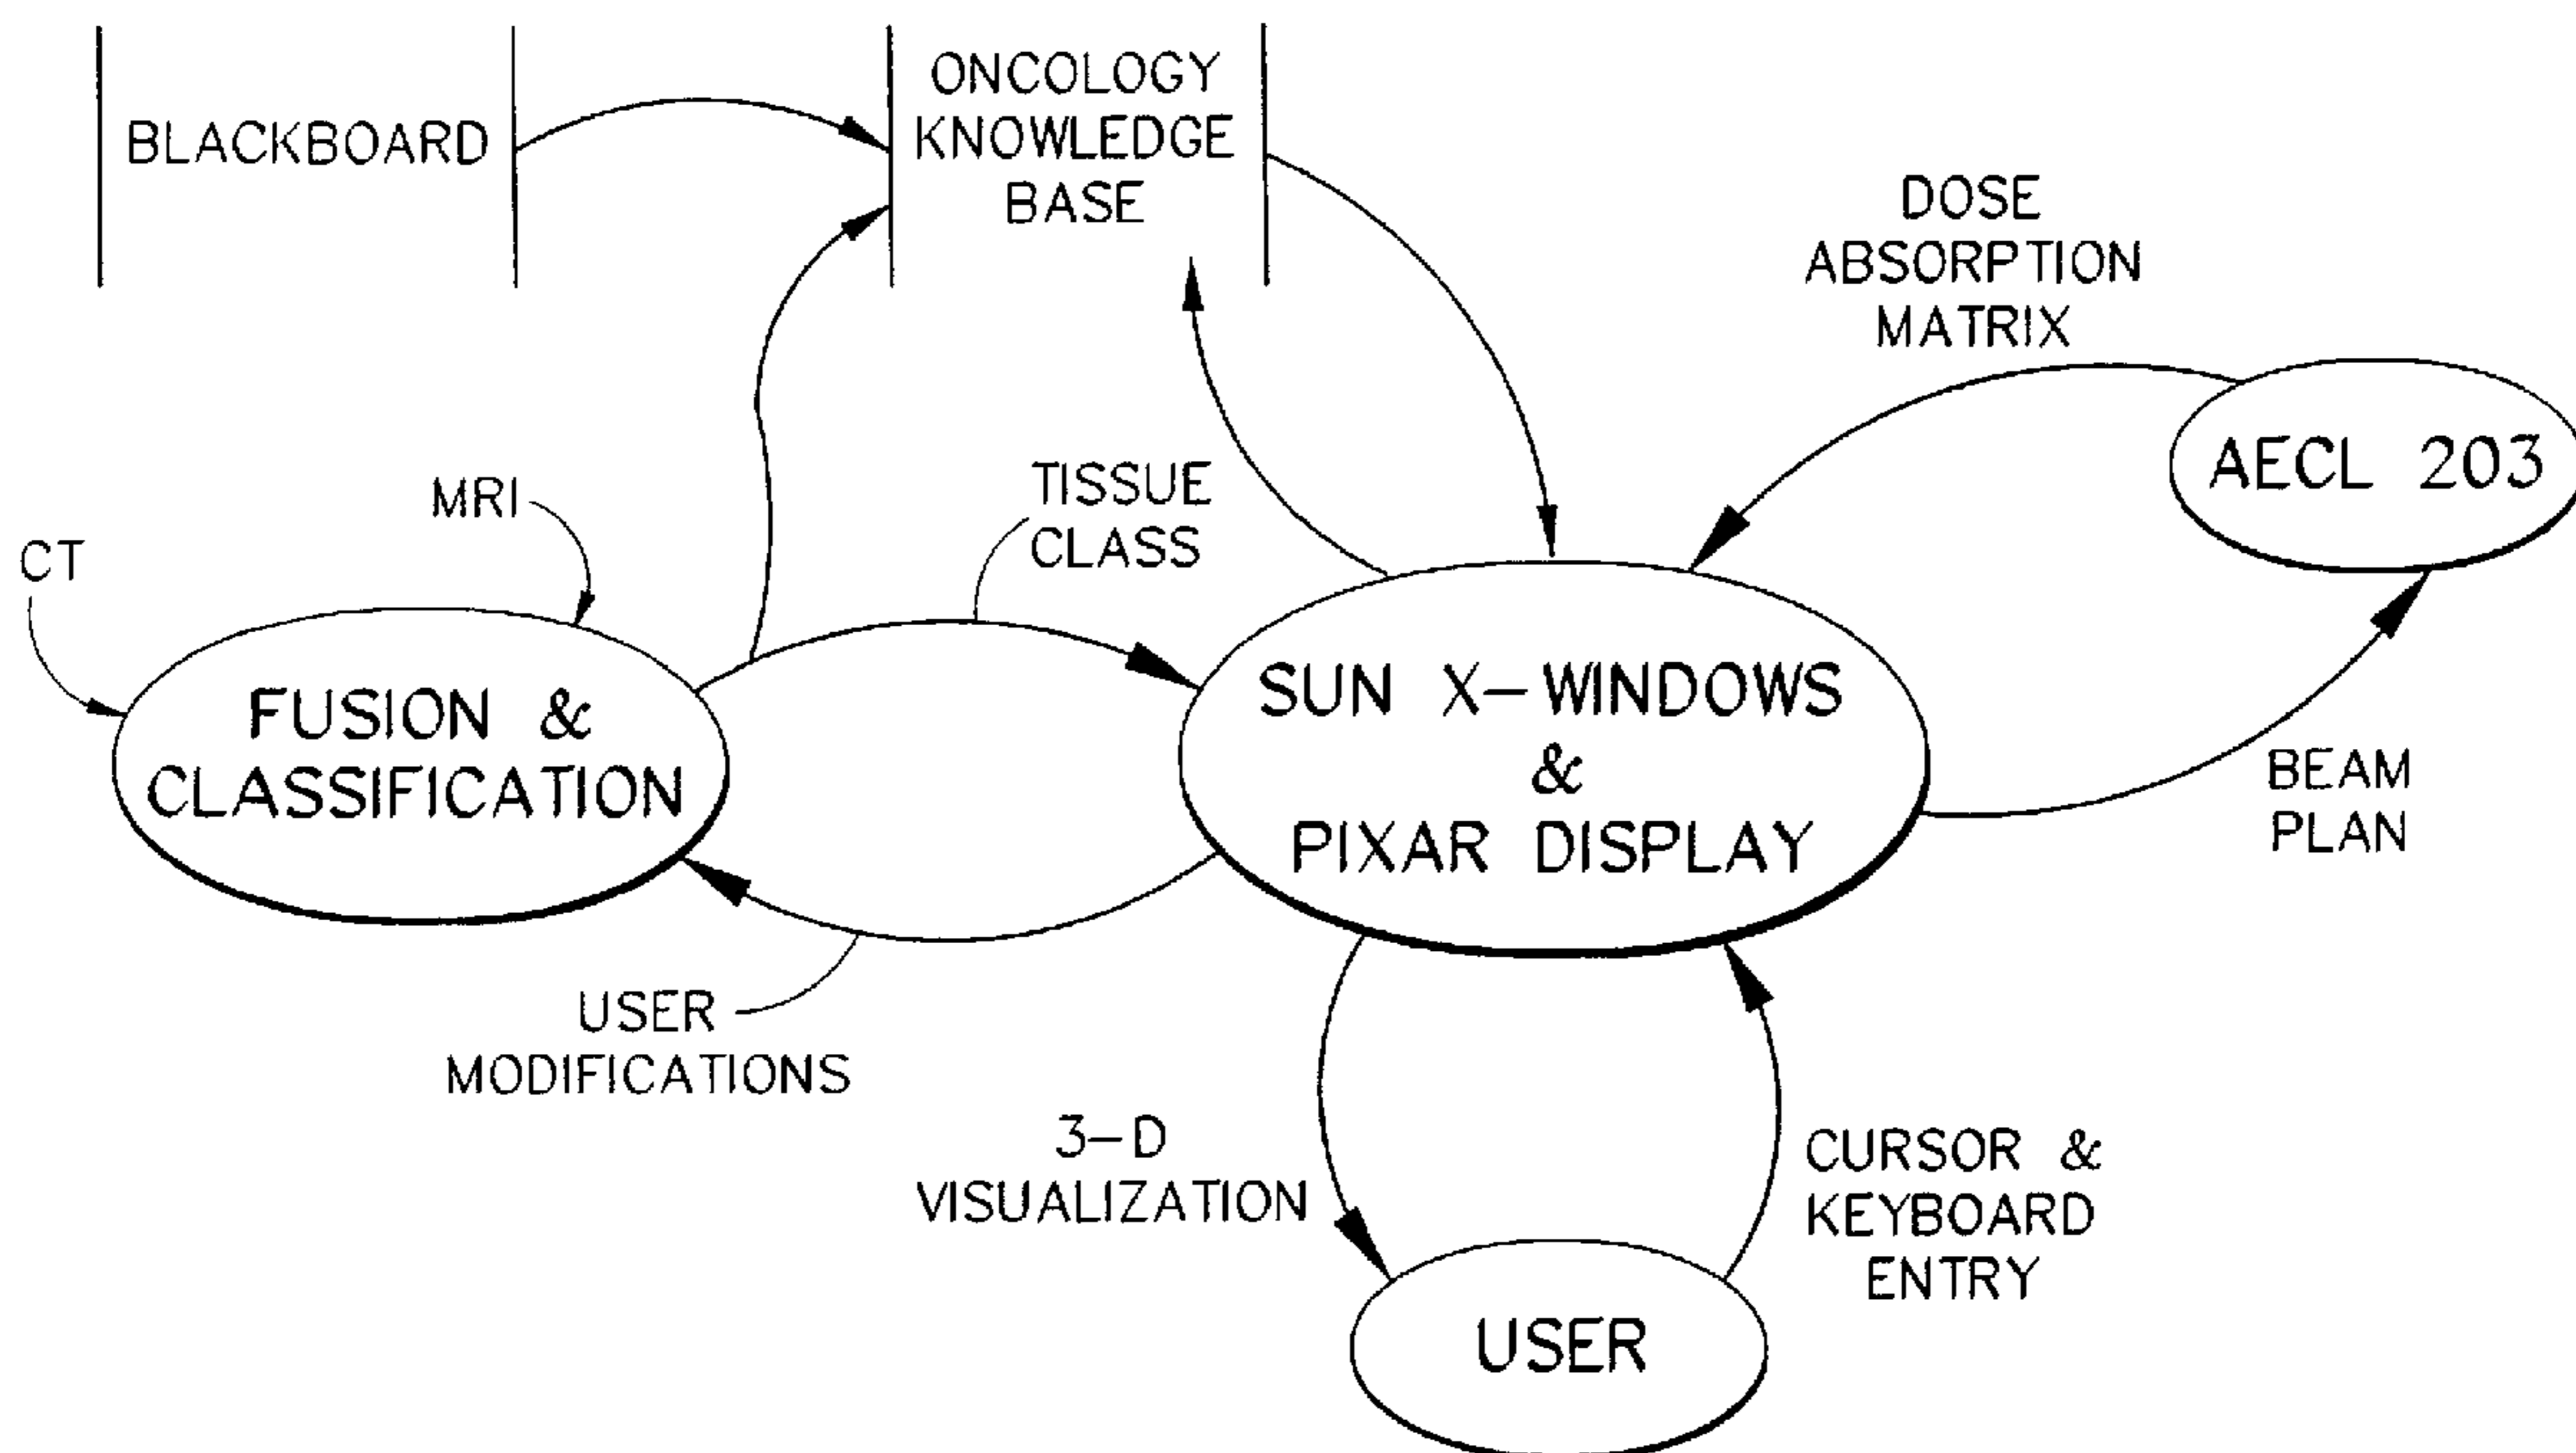 BLACKBOARD
ONCOLOGY
KNOWLEDGE
BASE
DOSE
ABSORPTION
MATRIX
AECL 203
MRI
TISSUE
CLASS
CT
FUSION &
CLASSIFICATION
SUN X-WINDOWS
&
PIXAR DISPLAY
BEAM
PLAN
USER
MODIFICATIONS
3-D
VISUALIZATION
CURSOR &
KEYBOARD
ENTRY
USER